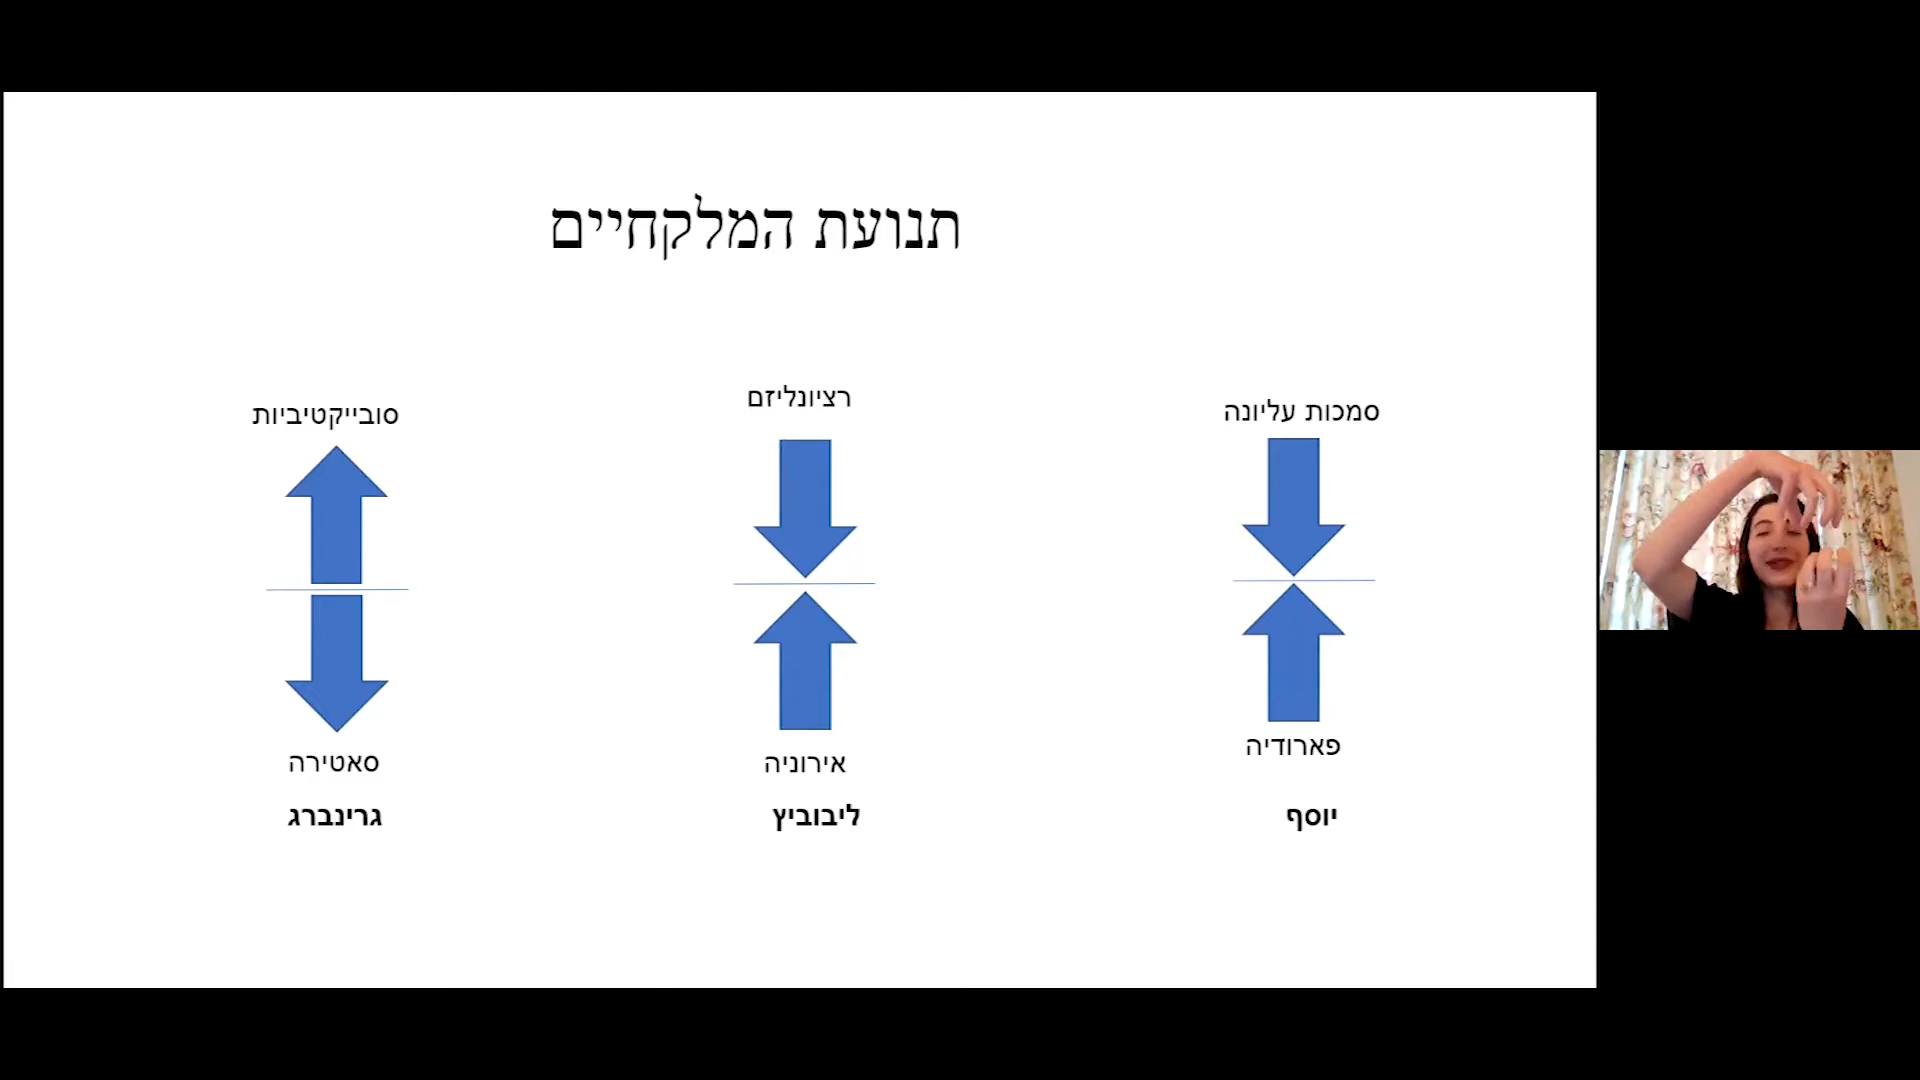 תנועת המלקחיים
סמכות עליונה
פארודיה
יוסף
רציונליזם
אירוניה
ליבוביץ
סובייקטיביות
סאטירה
גרינברג